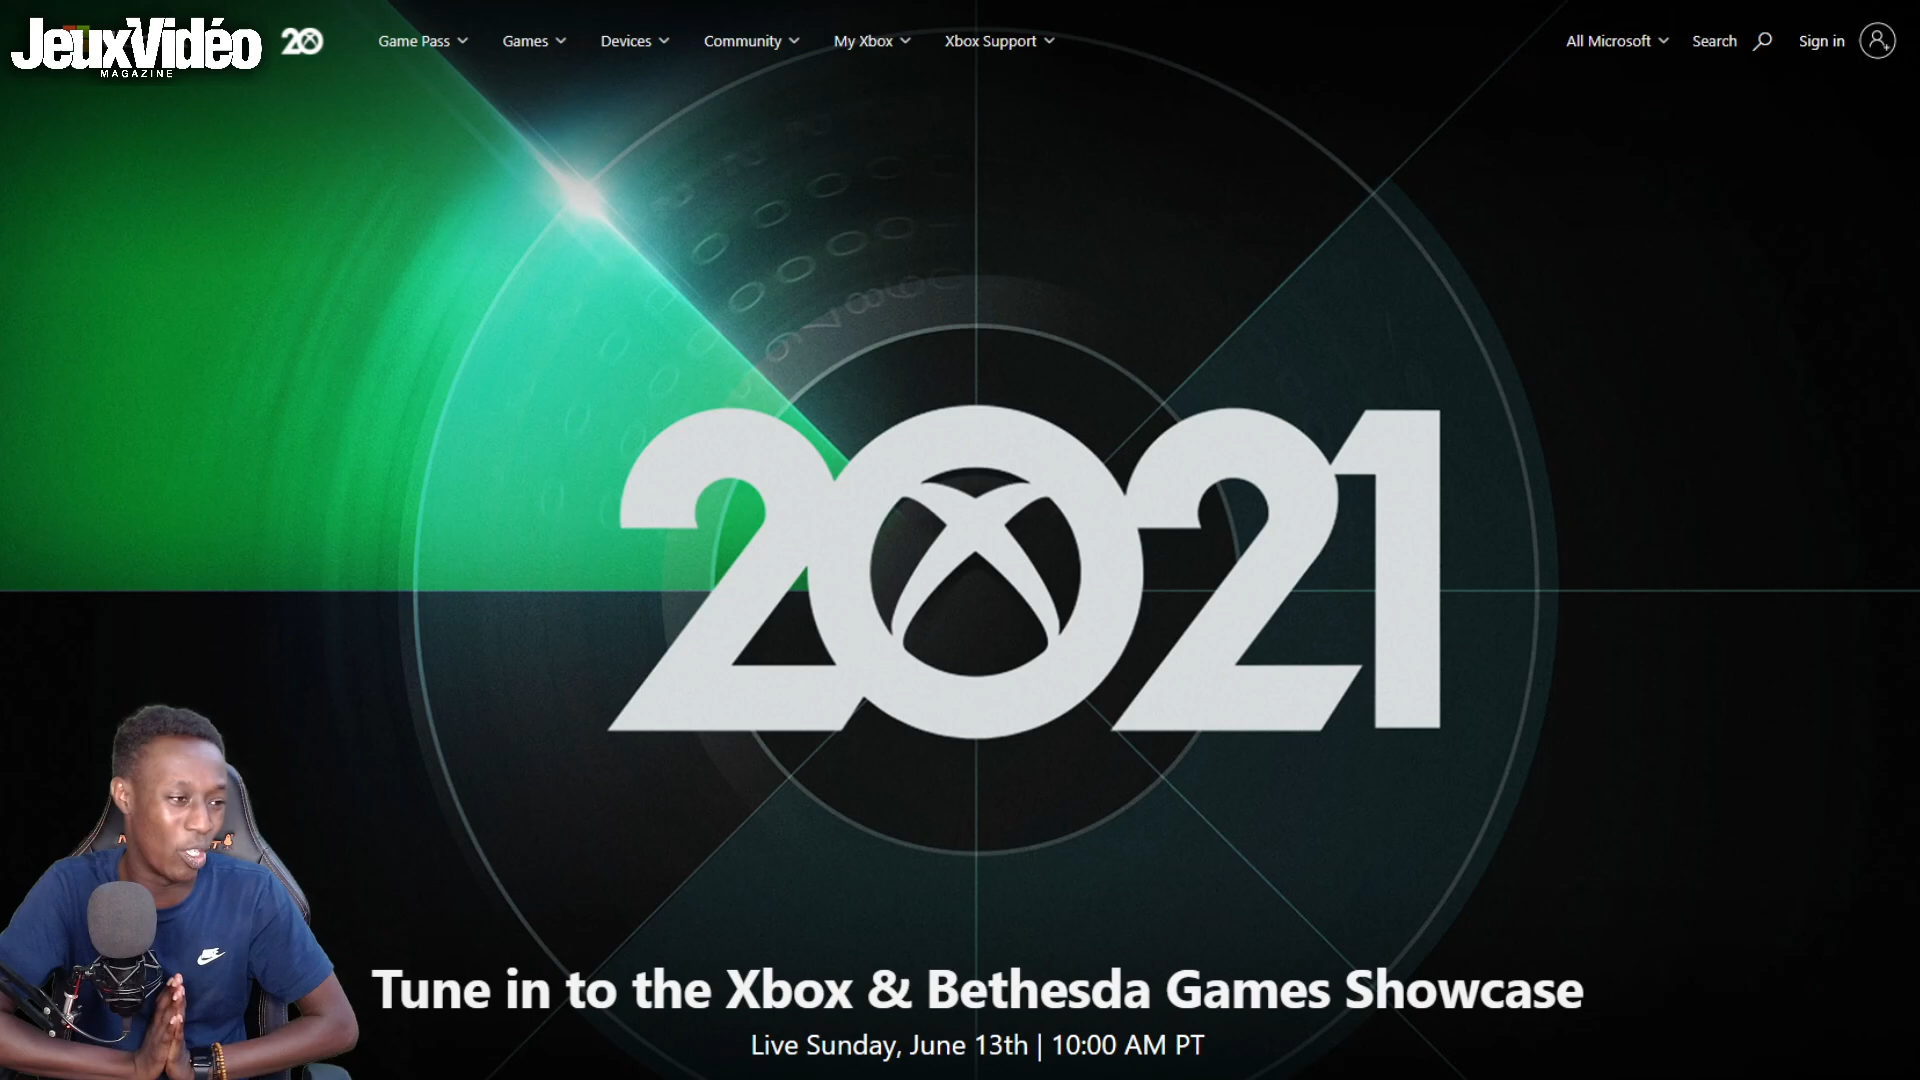 JeuxVidéo
MAGAZINE
20
Game Pass
Games
Devices
Community
My Xbox
Xbox Support
All Microsoft
Search
Sign in
2021
Tune in to the Xbox & Bethesda Games Showcase
Live Sunday, June 13th | 10:00 AM PT